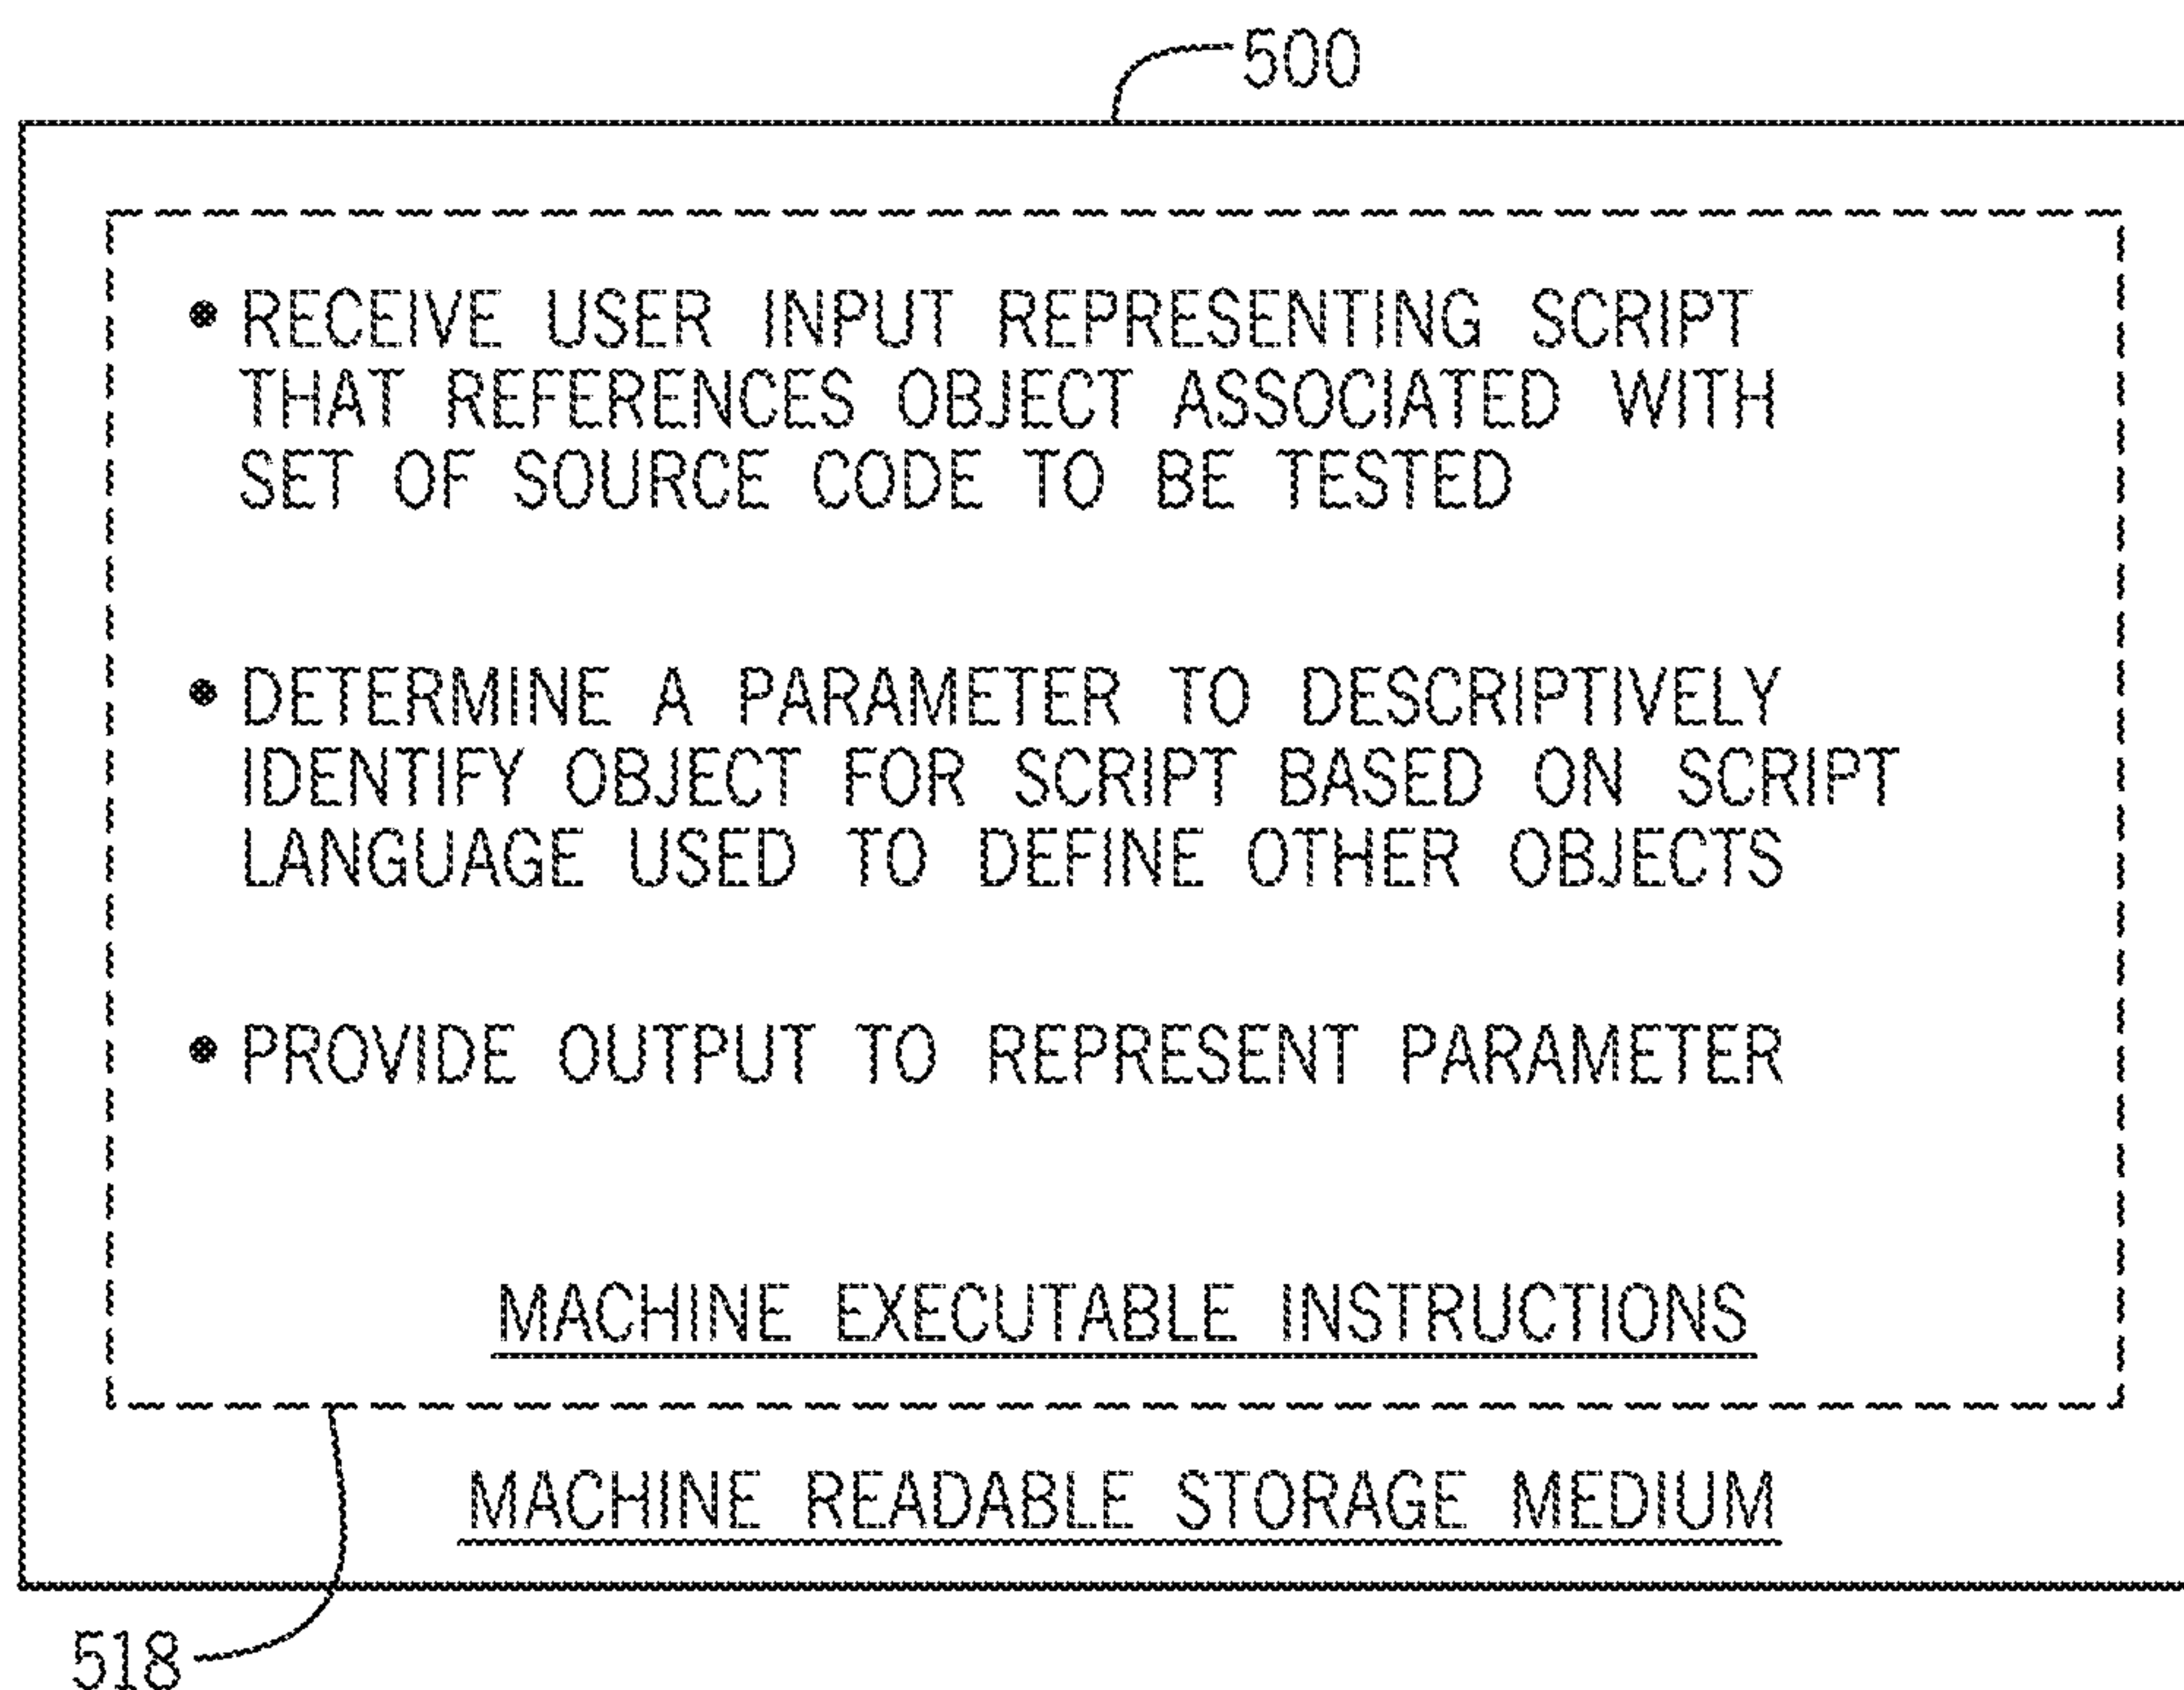 500
• RECEIVE USER INPUT REPRESENTING SCRIPT
THAT REFERENCES OBJECT ASSOCIATED WITH
SET OF SOURCE CODE TO BE TESTED
• DETERMINE A PARAMETER TO DESCRIPTIVELY
IDENTIFY OBJECT FOR SCRIPT BASED ON SCRIPT
LANGUAGE USED TO DEFINE OTHER OBJECTS
• PROVIDE OUTPUT TO REPRESENT PARAMETER
MACHINE EXECUTABLE INSTRUCTIONS
MACHINE READABLE STORAGE MEDIUM
518